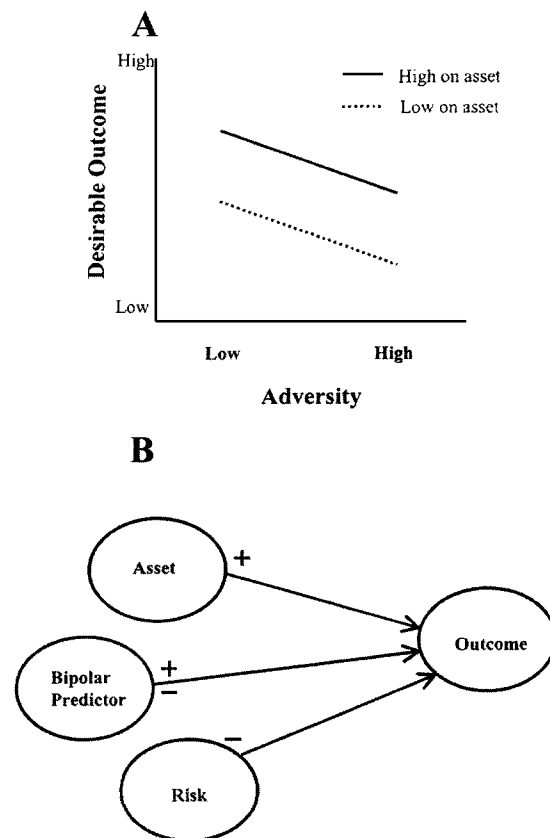 A
High
High on asset
Low on asset
Desirable Outcome
Low
Low High
Adversity
B
+
Asset
Outcome
+
−
Bipolar
Predictor
−
Risk